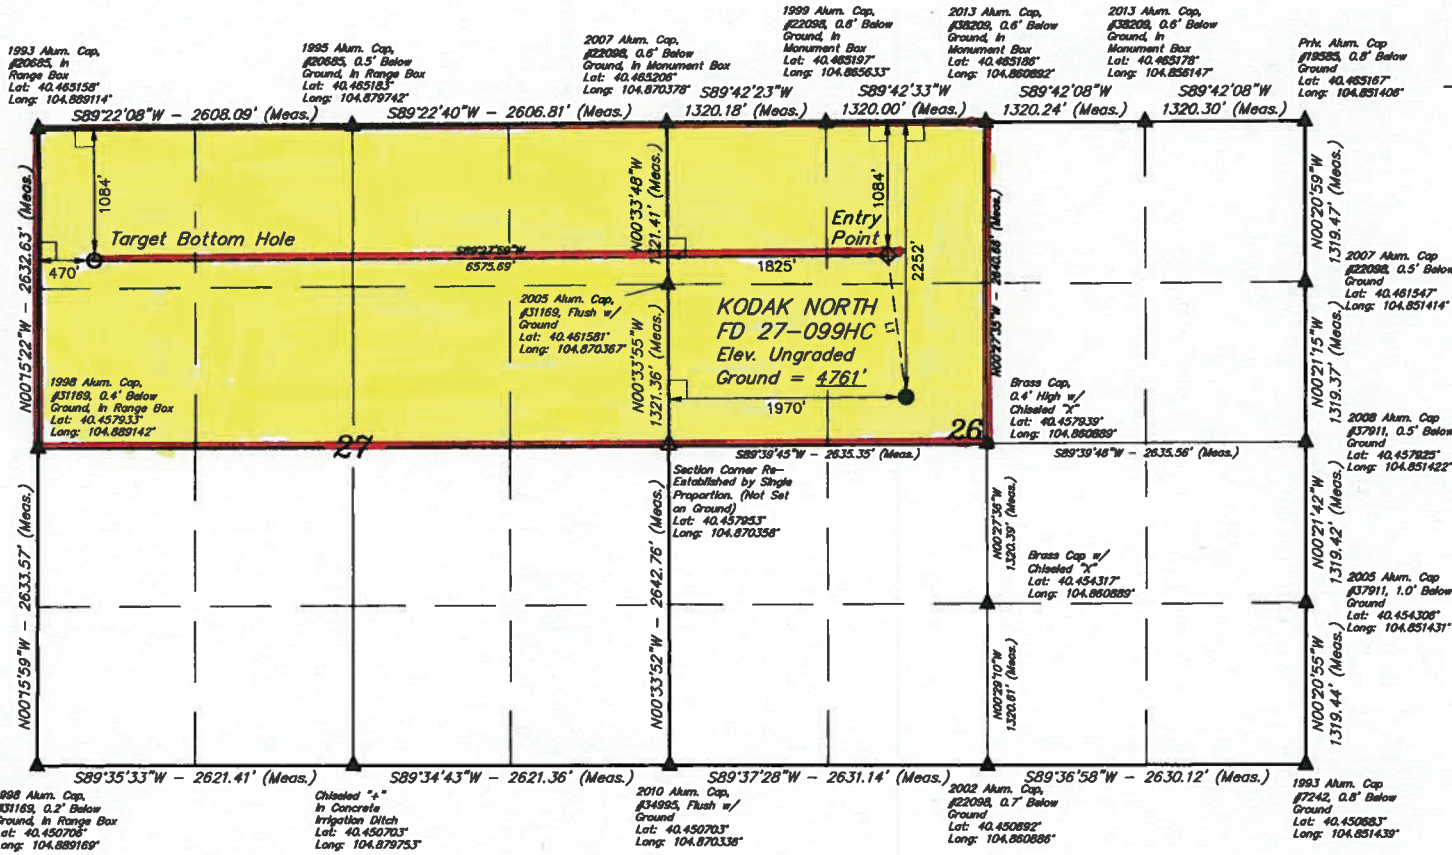 1993 Alum. Cap,
#20685, in
Range Box
Lat: 40.465158°
Long: 104.889114°
1995 Alum. Cap,
#20685, 0.5' Below
Ground, in Range Box
Lat: 40.465183°
Long: 104.879742°
2007 Alum. Cap,
#22098, 0.6' Below
Ground, in Monument Box
Lat: 40.465206°
Long: 104.870378°
1999 Alum. Cap,
#22098, 0.6' Below
Ground, in
Monument Box
Lat: 40.465197°
Long: 104.865633°
2013 Alum. Cap,
#38209, 0.6' Below
Ground, in
Monument Box
Lat: 40.465186°
Long: 104.860892°
2013 Alum. Cap,
#38209, 0.6' Below
Ground, in
Monument Box
Lat: 40.465178°
Long: 104.856147°
Priv. Alum. Cap
#19585, 0.8' Below
Ground
Lat: 40.465167°
Long: 104.851406°
S89°22'08"W - 2608.09' (Meas.)
S89°22'40"W - 2606.81' (Meas.)
S89°42'23"W
1320.18' (Meas.)
S89°42'33"W
1320.00' (Meas.)
S89°42'08"W
1320.24' (Meas.)
S89°42'08"W
1320.30' (Meas.)
N00°15'22"W - 2632.63' (Meas.)
1084'
470'
Target Bottom Hole
6575.69'
N00°33'48"W
1321.41' (Meas.)
1825'
Entry
Point
1084'
2252'
N00°20'59"W
1319.47' (Meas.)
2007 Alum. Cap
#22098, 0.5' Below
Ground
Lat: 40.461547°
Long: 104.851414°
2005 Alum. Cap,
#31169, Flush w/
Ground
Lat: 40.461581°
Long: 104.870367°
N00°33'55"W
1321.36' (Meas.)
KODAK NORTH
FD 27-099HC
Elev. Ungraded
Ground = 4761'
1970'
N00°21'15"W
1319.37' (Meas.)
1998 Alum. Cap,
#31169, 0.4' Below
Ground, in Range Box
Lat: 40.457933°
Long: 104.889142°
Brass Cap,
0.4' High w/
Chiseled "X"
Lat: 40.457939°
Long: 104.860889°
2008 Alum. Cap
#37911, 0.5' Below
Ground
Lat: 40.457925°
Long: 104.851422°
27
26
S89°39'45"W - 2635.35' (Meas.)
S89°39'46"W - 2635.56' (Meas.)
Section Corner Re-
Established by Single
Proportion. (Not Set
on Ground)
Lat: 40.457953°
Long: 104.870358°
N00°15'59"W - 2633.57' (Meas.)
N00°33'52"W - 2642.76' (Meas.)
N00°27'36"W
1320.39' (Meas.)
N00°21'42"W
1319.42' (Meas.)
Brass Cap w/
Chiseled "X"
Lat: 40.454317°
Long: 104.860889°
2005 Alum. Cap
#37911, 1.0' Below
Ground
Lat: 40.454306°
Long: 104.851431°
N00°29'10"W
1320.61' (Meas.)
N00°20'55"W
1319.44' (Meas.)
S89°35'33"W - 2621.41' (Meas.)
S89°34'43"W - 2621.36' (Meas.)
S89°37'28"W - 2631.14' (Meas.)
S89°36'58"W - 2630.12' (Meas.)
998 Alum. Cap,
#31169, 0.2' Below
Ground, in Range Box
Lat: 40.450706°
Long: 104.889169°
Chiseled "+"
in Concrete
Irrigation Ditch
Lat: 40.450703°
Long: 104.879753°
2010 Alum. Cap,
#34995, Flush w/
Ground
Lat: 40.450703°
Long: 104.870336°
2002 Alum. Cap,
#22098, 0.7' Below
Ground
Lat: 40.450692°
Long: 104.860886°
1993 Alum. Cap
#7242, 0.8' Below
Ground
Lat: 40.450683°
Long: 104.851439°